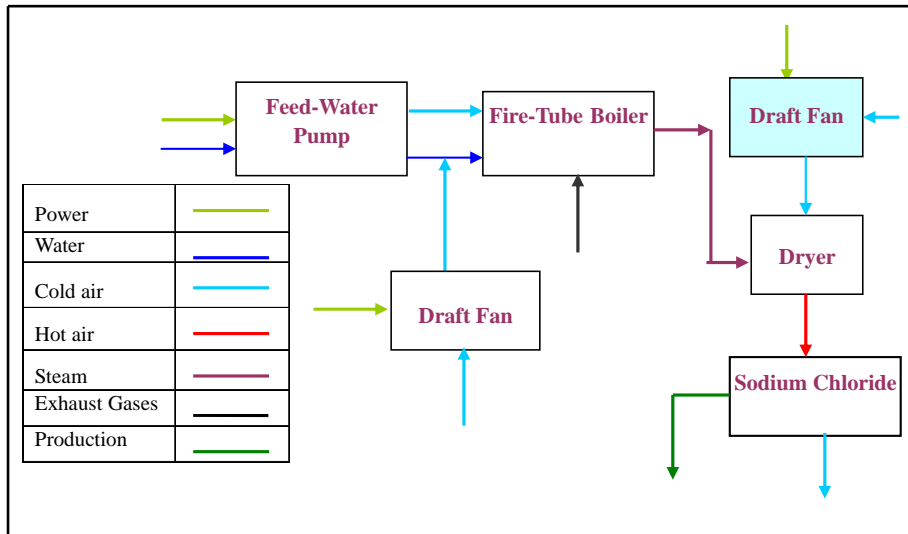 Feed-Water
Pump
Fire-Tube Boiler
Draft Fan
Dryer
Draft Fan
Sodium Chloride
Power
Water
Cold air
Hot air
Steam
Exhaust Gases
Production